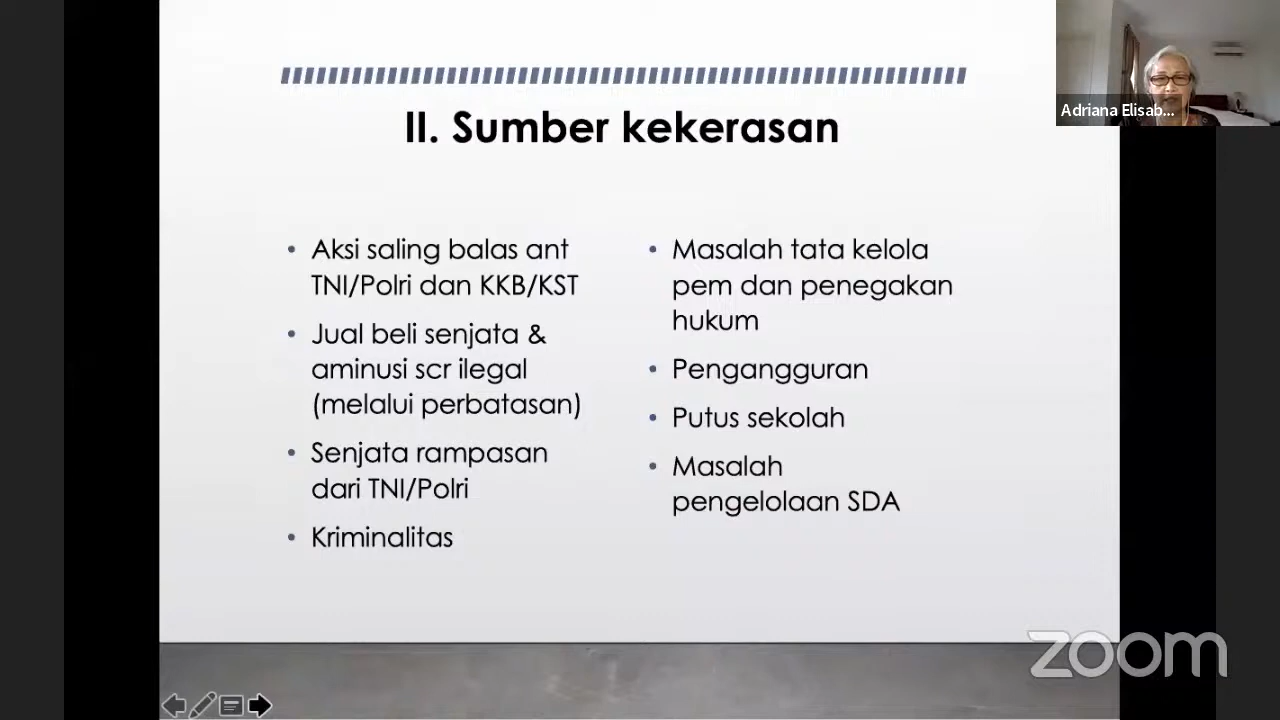 II. Sumber kekerasan
• Aksi saling balas ant
TNI/Polri dan KKB/KST
• Jual beli senjata &
aminusi scr ilegal
(melalui perbatasan)
• Senjata rampasan
dari TNI/Polri
• Kriminalitas
• Masalah tata kelola
pem dan penegakan
hukum
• Pengangguran
• Putus sekolah
• Masalah
pengelolaan SDA
Adriana Elisab...
zoom